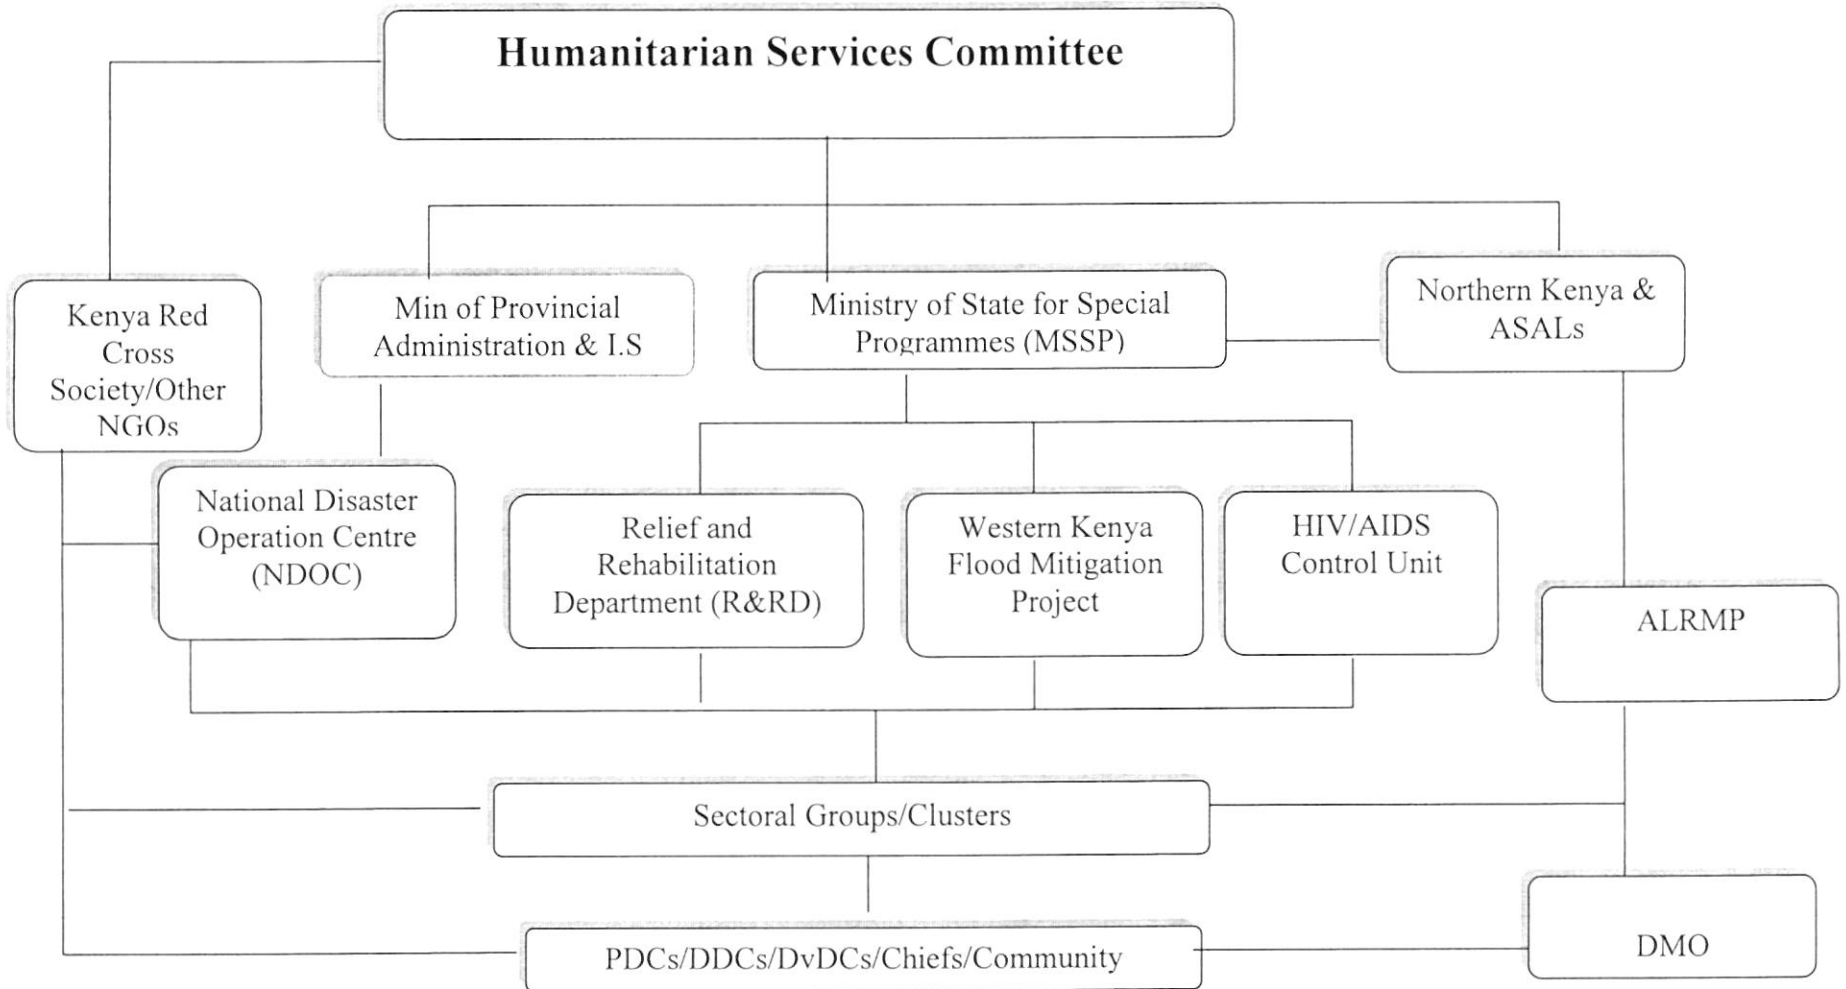 Humanitarian Services Committee
Kenya Red
Cross
Society/Other
NGOs
Min of Provincial
Administration & I.S
Ministry of State for Special
Programmes (MSSP)
Northern Kenya &
ASALs
National Disaster
Operation Centre
(NDOC)
Relief and
Rehabilitation
Department (R&RD)
Western Kenya
Flood Mitigation
Project
HIV/AIDS
Control Unit
ALRMP
Sectoral Groups/Clusters
DMO
PDCs/DDCs/DvDCs/Chiefs/Community